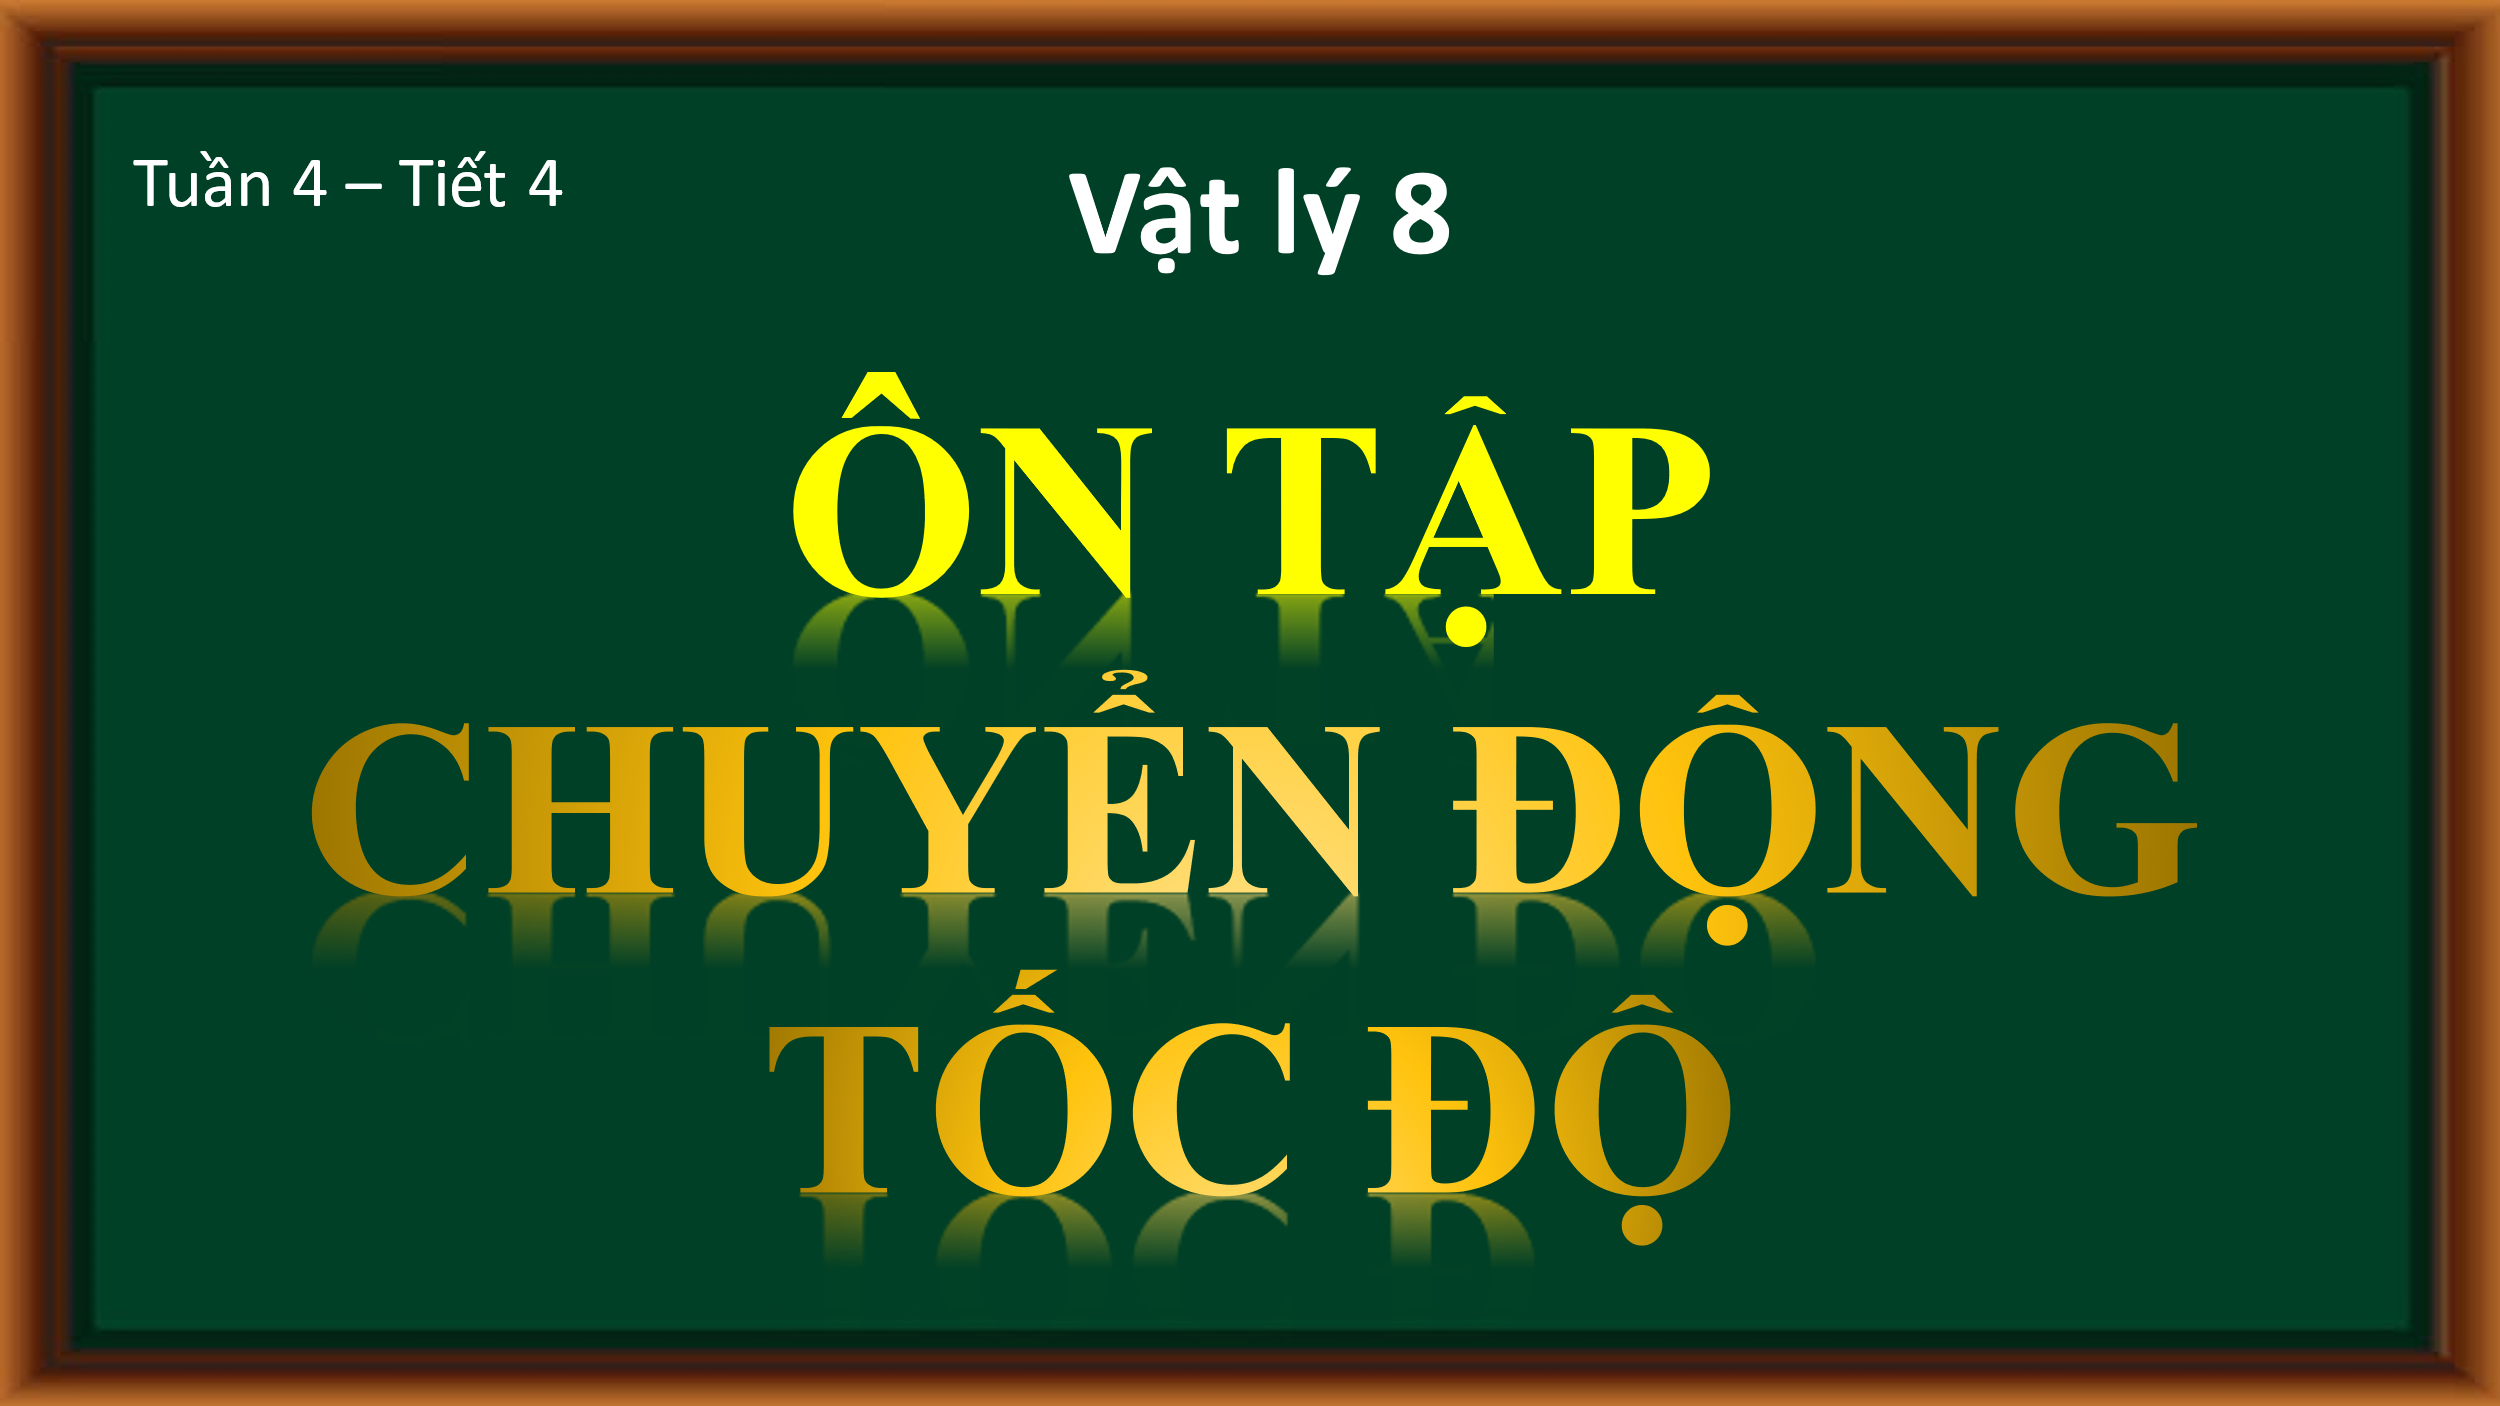 Tuần 4 – Tiết 4
Vật lý 8
ÔN TẬP
CHUYỂN ĐỘNG
TỐC ĐỘ